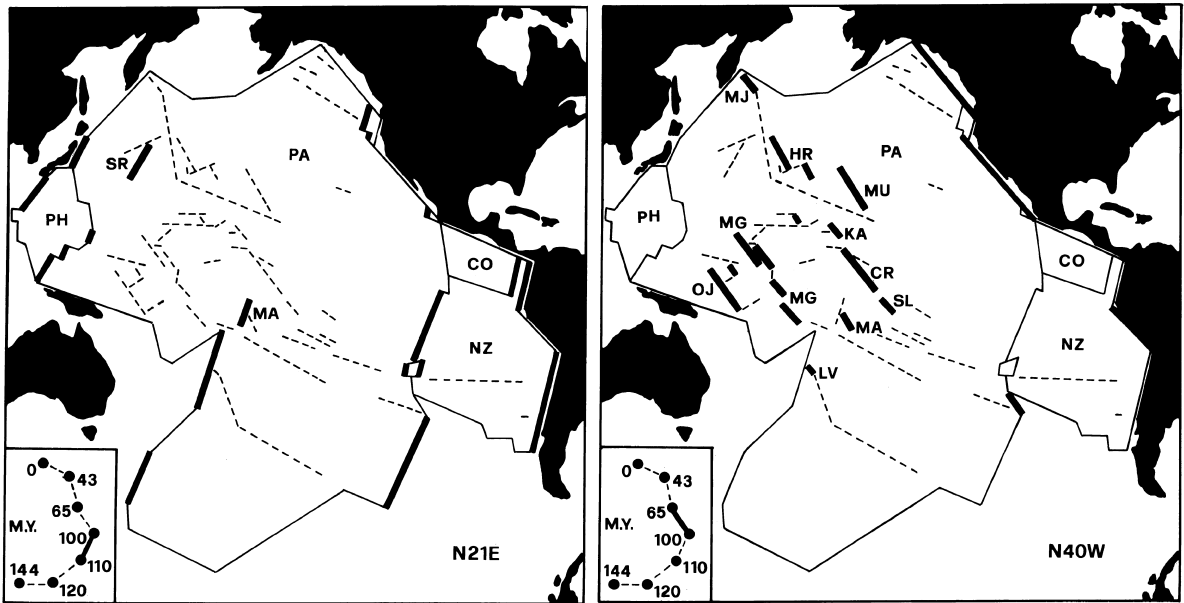 PA
SR
PH
CO
MA
NZ
0
43
65
M.Y.
100
110
144
120
N21E
MJ
HR
PA
MU
PH
MG
KA
CO
CR
OJ
MG
SL
MA
NZ
LV
0
43
65
M.Y.
100
110
144
120
N40W